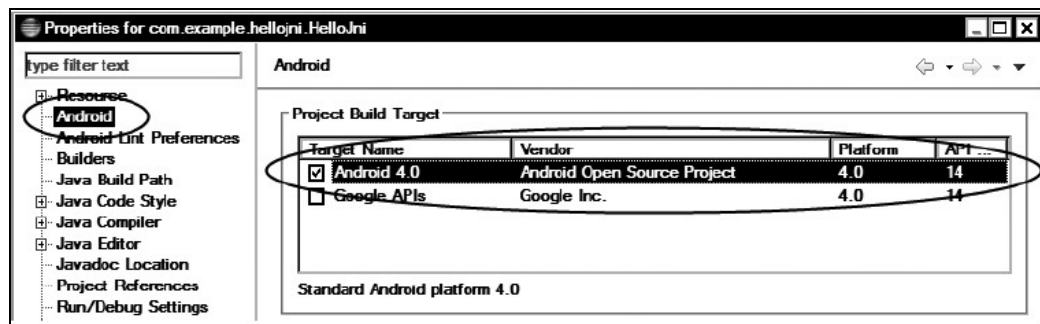 Properties for com.example.hellojni.HelloJni
type filter text
Resource
Android
Android Lint Preferences
Builders
Java Build Path
Java Code Style
Java Compiler
Java Editor
Javadoc Location
Project References
Run/Debug Settings
Android
Project Build Target
Target Name Vendor Platform API ...
Android 4.0 Android Open Source Project 4.0 14
Google APIs Google Inc. 4.0 14
Standard Android platform 4.0